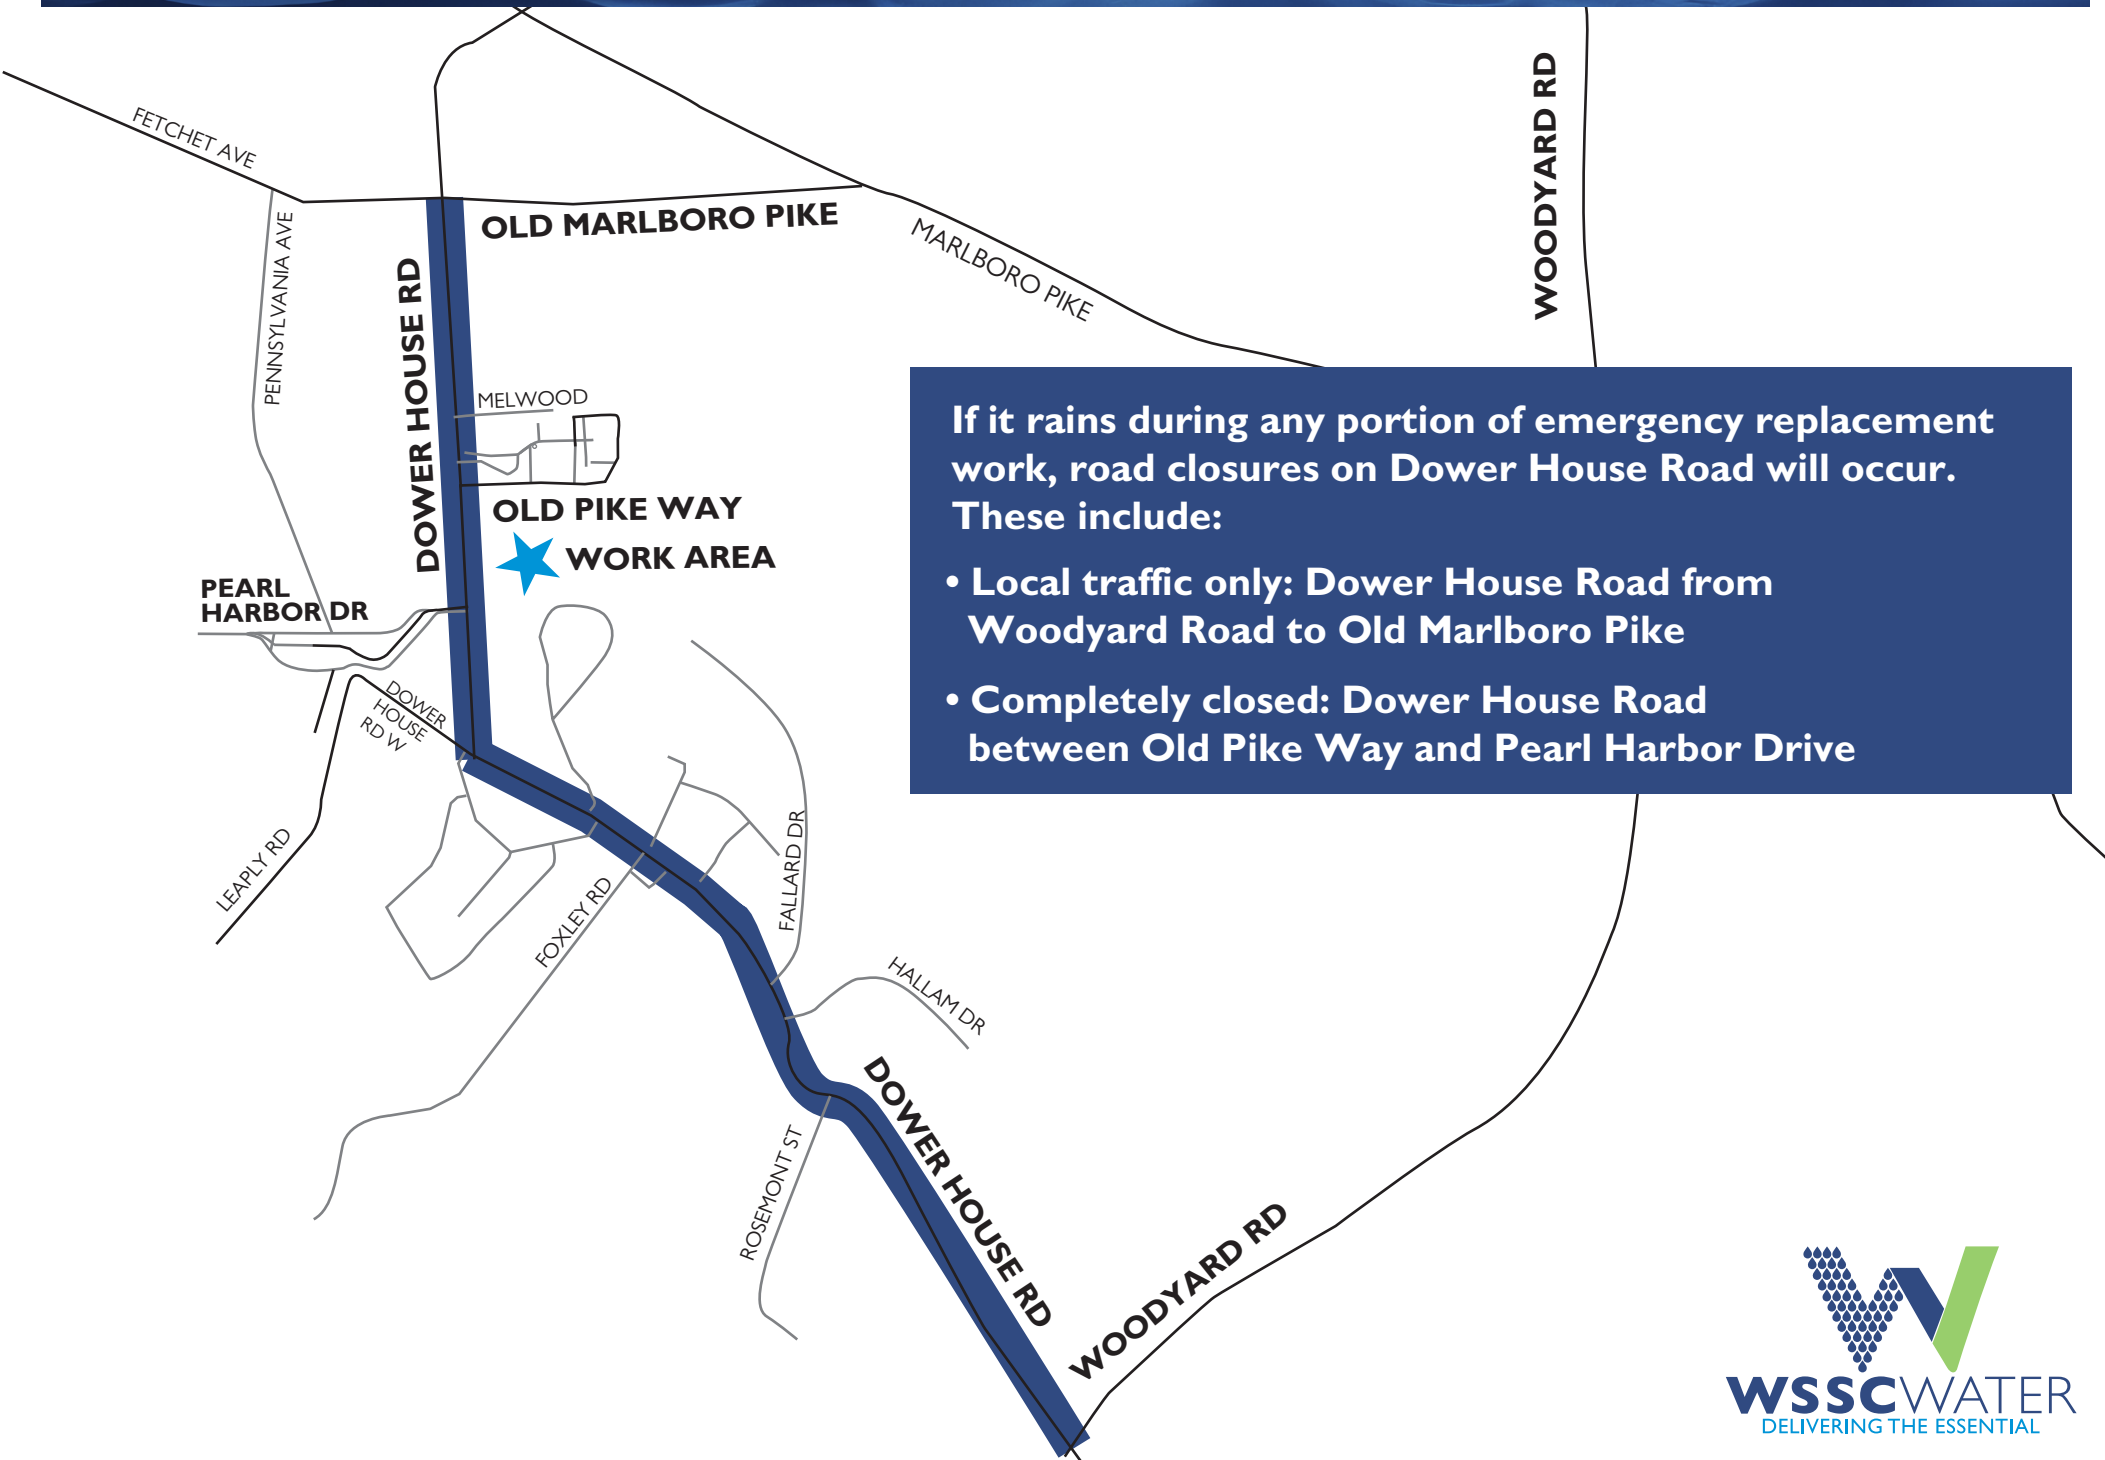 FETCHET AVE
WOODYARD RD
OLD MARLBORO PIKE
MARLBORO PIKE
PENNSYLVANIA AVE
DOWER HOUSE RD
MELWOOD
OLD PIKE WAY
WORK AREA
PEARL
HARBOR DR
DOWER
HOUSE
RD W
If it rains during any portion of emergency replacement
work, road closures on Dower House Road will occur.
These include:
• Local traffic only: Dower House Road from
Woodyard Road to Old Marlboro Pike
• Completely closed: Dower House Road
between Old Pike Way and Pearl Harbor Drive
LEAPLY RD
FOXLEY RD
FALLARD DR
HALLAM DR
DOWER HOUSE RD
ROSEMONT ST
WOODYARD RD
WSSCWATER
DELIVERING THE ESSENTIAL